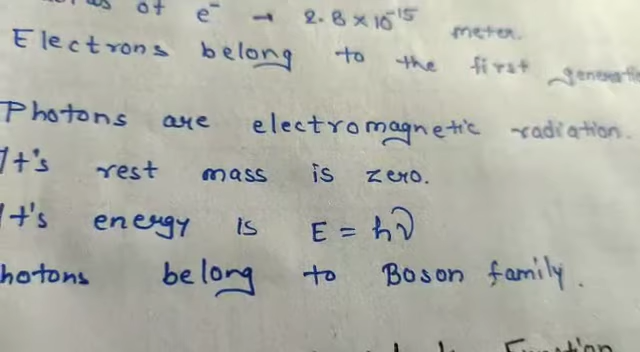 of e⁻ → 2.8 × 10⁻¹⁵ meter.
Electrons belong to the first
Photons are electromagnetic radiation.
It's rest mass is zero.
It's energy is E = hν
hotons belong to Boson family.
Function